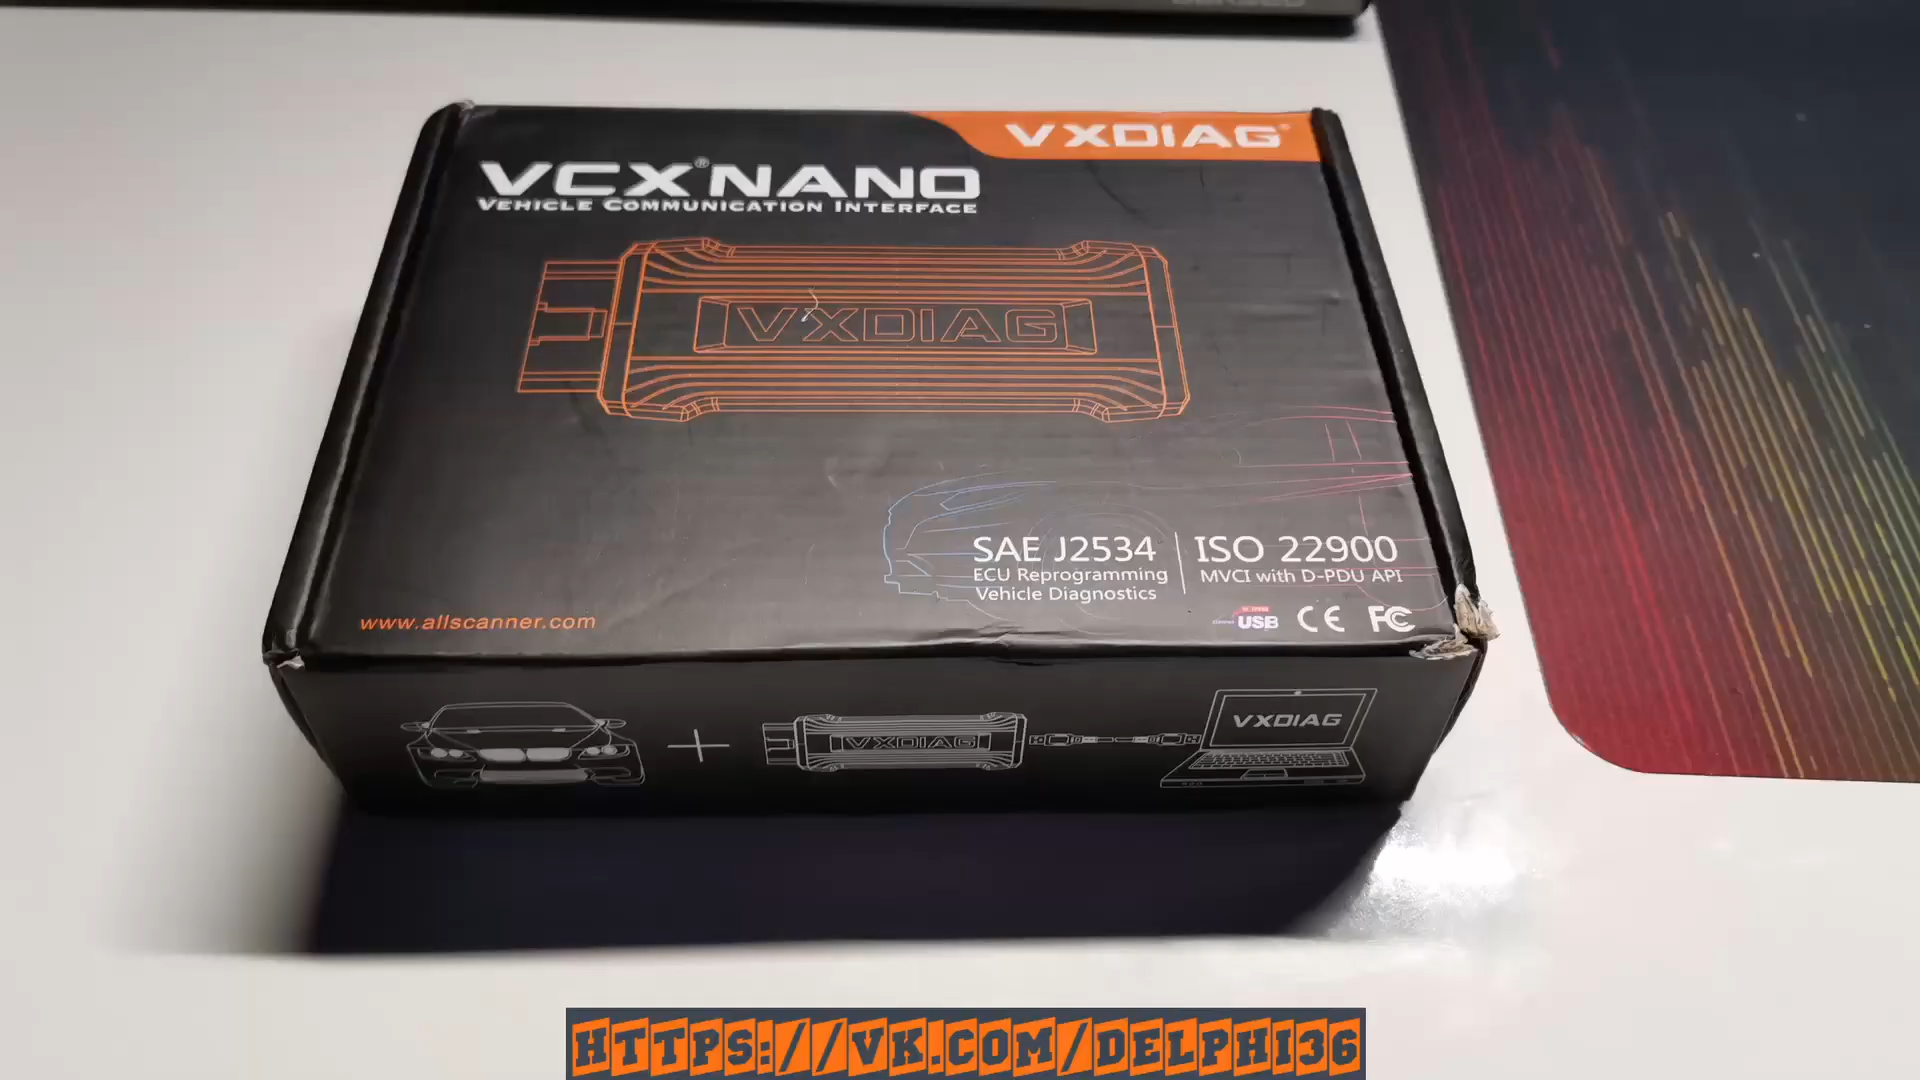 VXDIAG®
VCX®NANO
VEHICLE COMMUNICATION INTERFACE
VXDIAG
SAE J2534
ECU Reprogramming
Vehicle Diagnostics
ISO 22900
MVCI with D-PDU API
www.allscanner.com
USB CE FC
VXDIAG
VXDIAG
HTTPS://VK.COM/DELPHI36